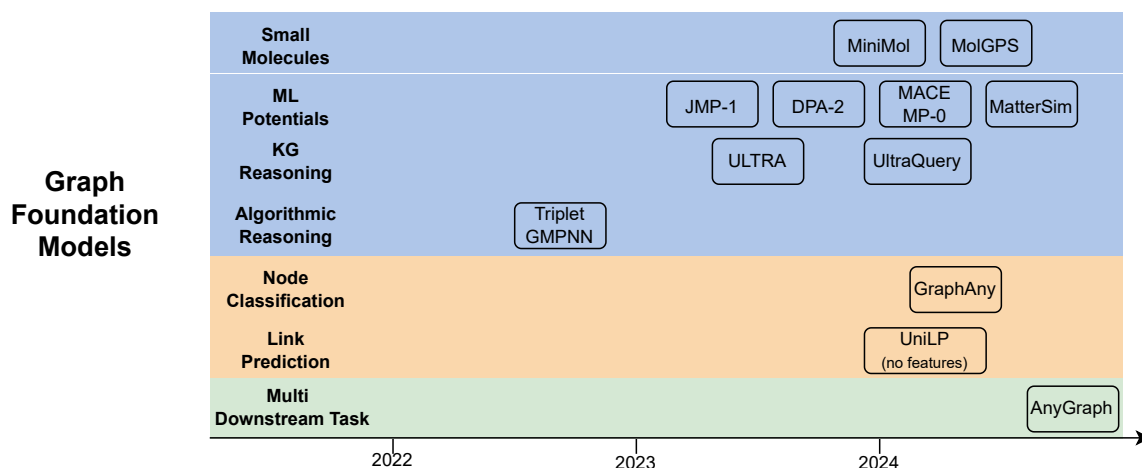 Graph
Foundation
Models
Small
Molecules
MiniMol
MolGPS
ML
Potentials
JMP-1
DPA-2
MACE
MP-0
MatterSim
KG
Reasoning
ULTRA
UltraQuery
Algorithmic
Reasoning
Triplet
GMPNN
Node
Classification
GraphAny
Link
Prediction
UniLP
(no features)
Multi
Downstream Task
AnyGraph
2022
2023
2024